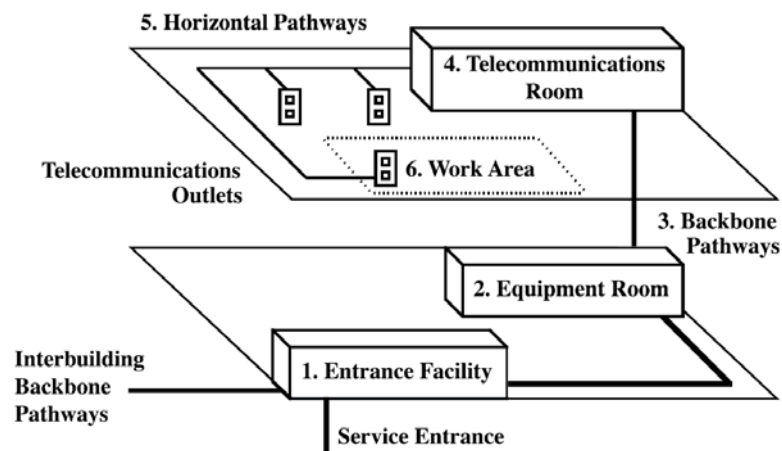 5. Horizontal Pathways
4. Telecommunications
Room
Telecommunications
Outlets
6. Work Area
3. Backbone
Pathways
2. Equipment Room
1. Entrance Facility
Interbuilding
Backbone
Pathways
Service Entrance